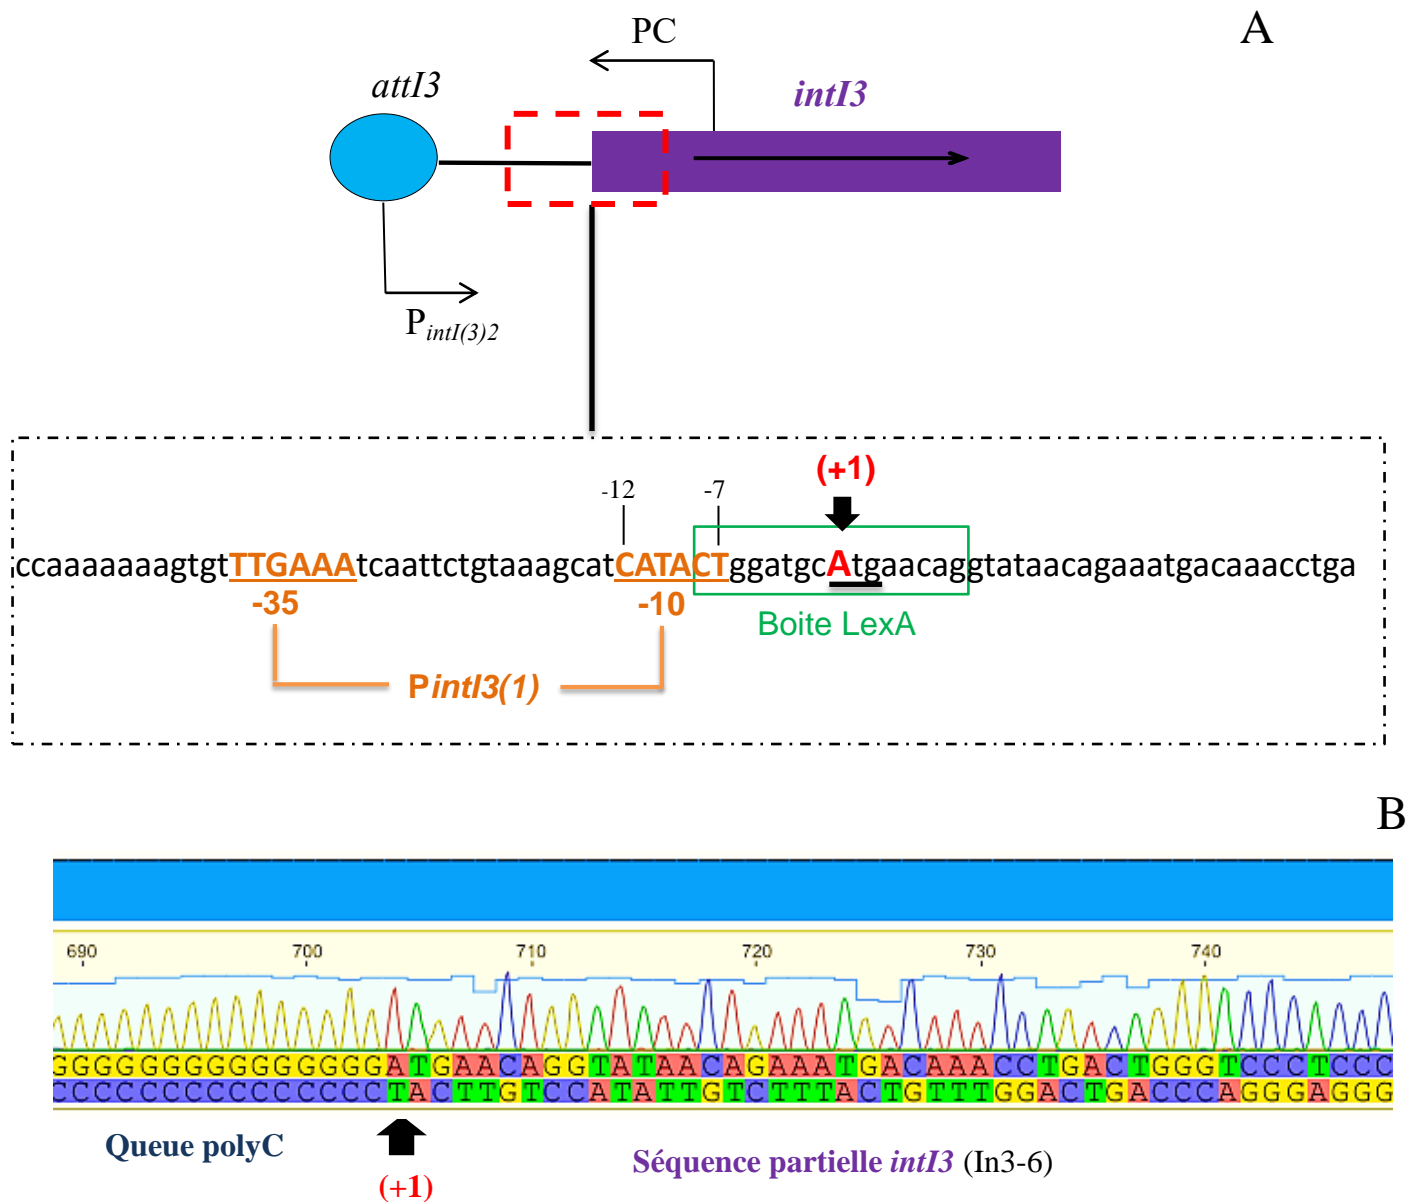 A
PC
attI3
intI3
PintI(3)2
(+1)
-12 -7
ccaaaaaaagtgtTTGAAAtcaattctgtaaagcatCATACTggatgcAtgaacaggtataacagaaatgacaaacctga
-35 -10
Boite LexA
PintI3(1)
B
690 700 710 720 730 740
GGGGGGGGGGGGGGGATGAACAGGTATAACAGAAATGACAAACCTGACTGGGTCCCTCCC
CCCCCCCCCCCCCCCTACTTGTCCATATTGTCTTTACTGTTTGGACTGACCCAGGGAGGG
Queue polyC
Séquence partielle intI3 (In3-6)
(+1)